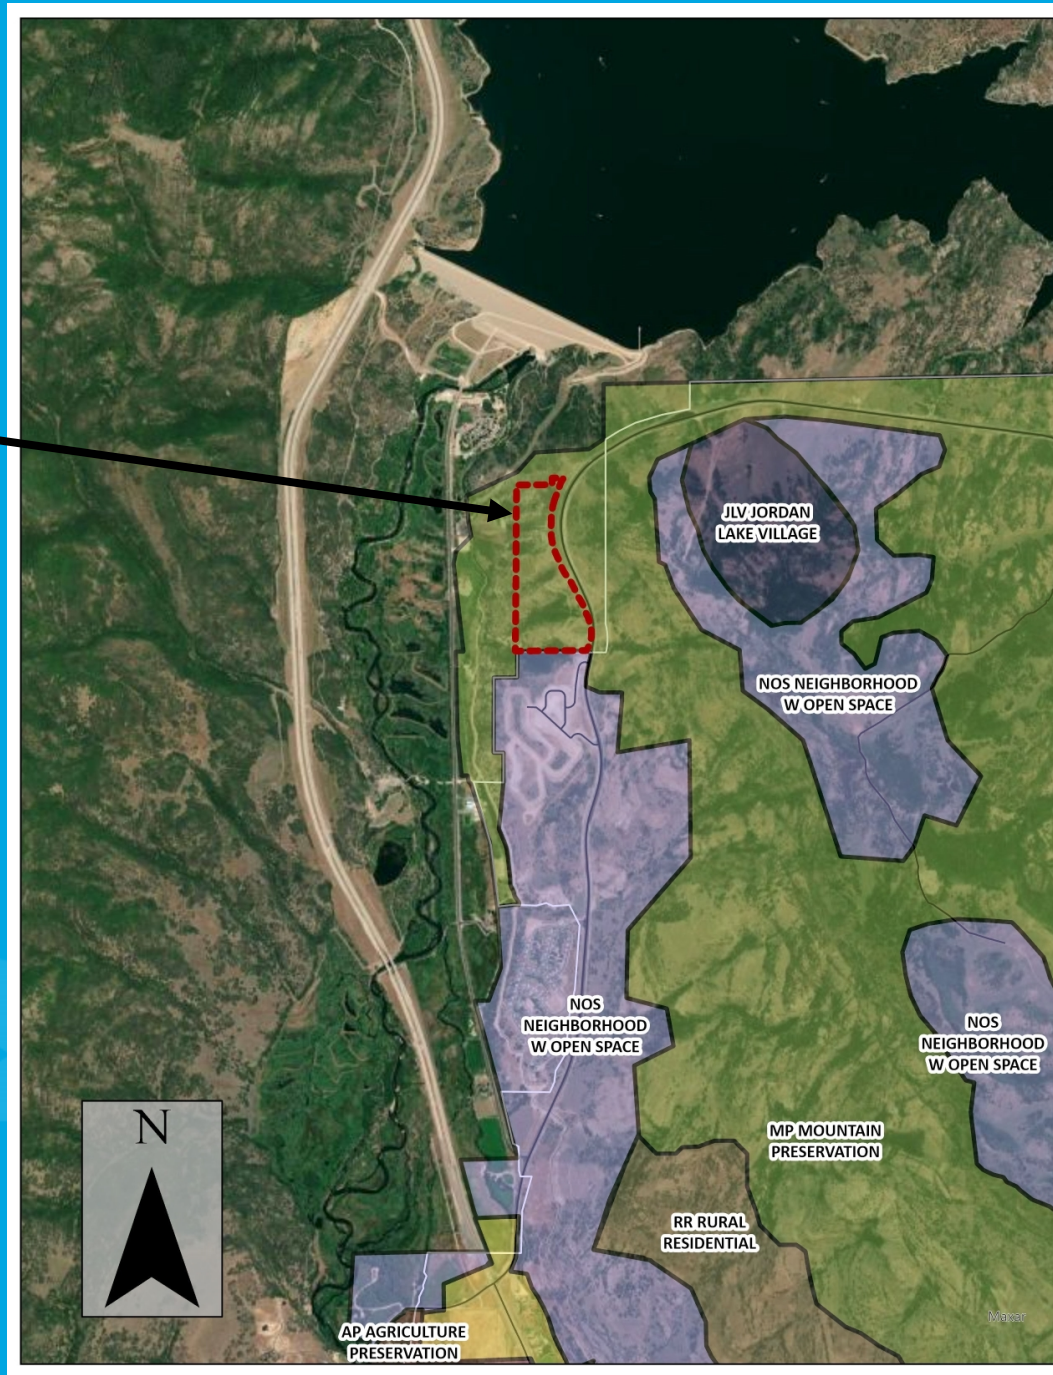 JLV JORDAN
LAKE VILLAGE
NOS NEIGHBORHOOD
W OPEN SPACE
NOS
NEIGHBORHOOD
W OPEN SPACE
NOS
NEIGHBORHOOD
W OPEN SPACE
N
MP MOUNTAIN
PRESERVATION
RR RURAL
RESIDENTIAL
AP AGRICULTURE
PRESERVATION
Maxar